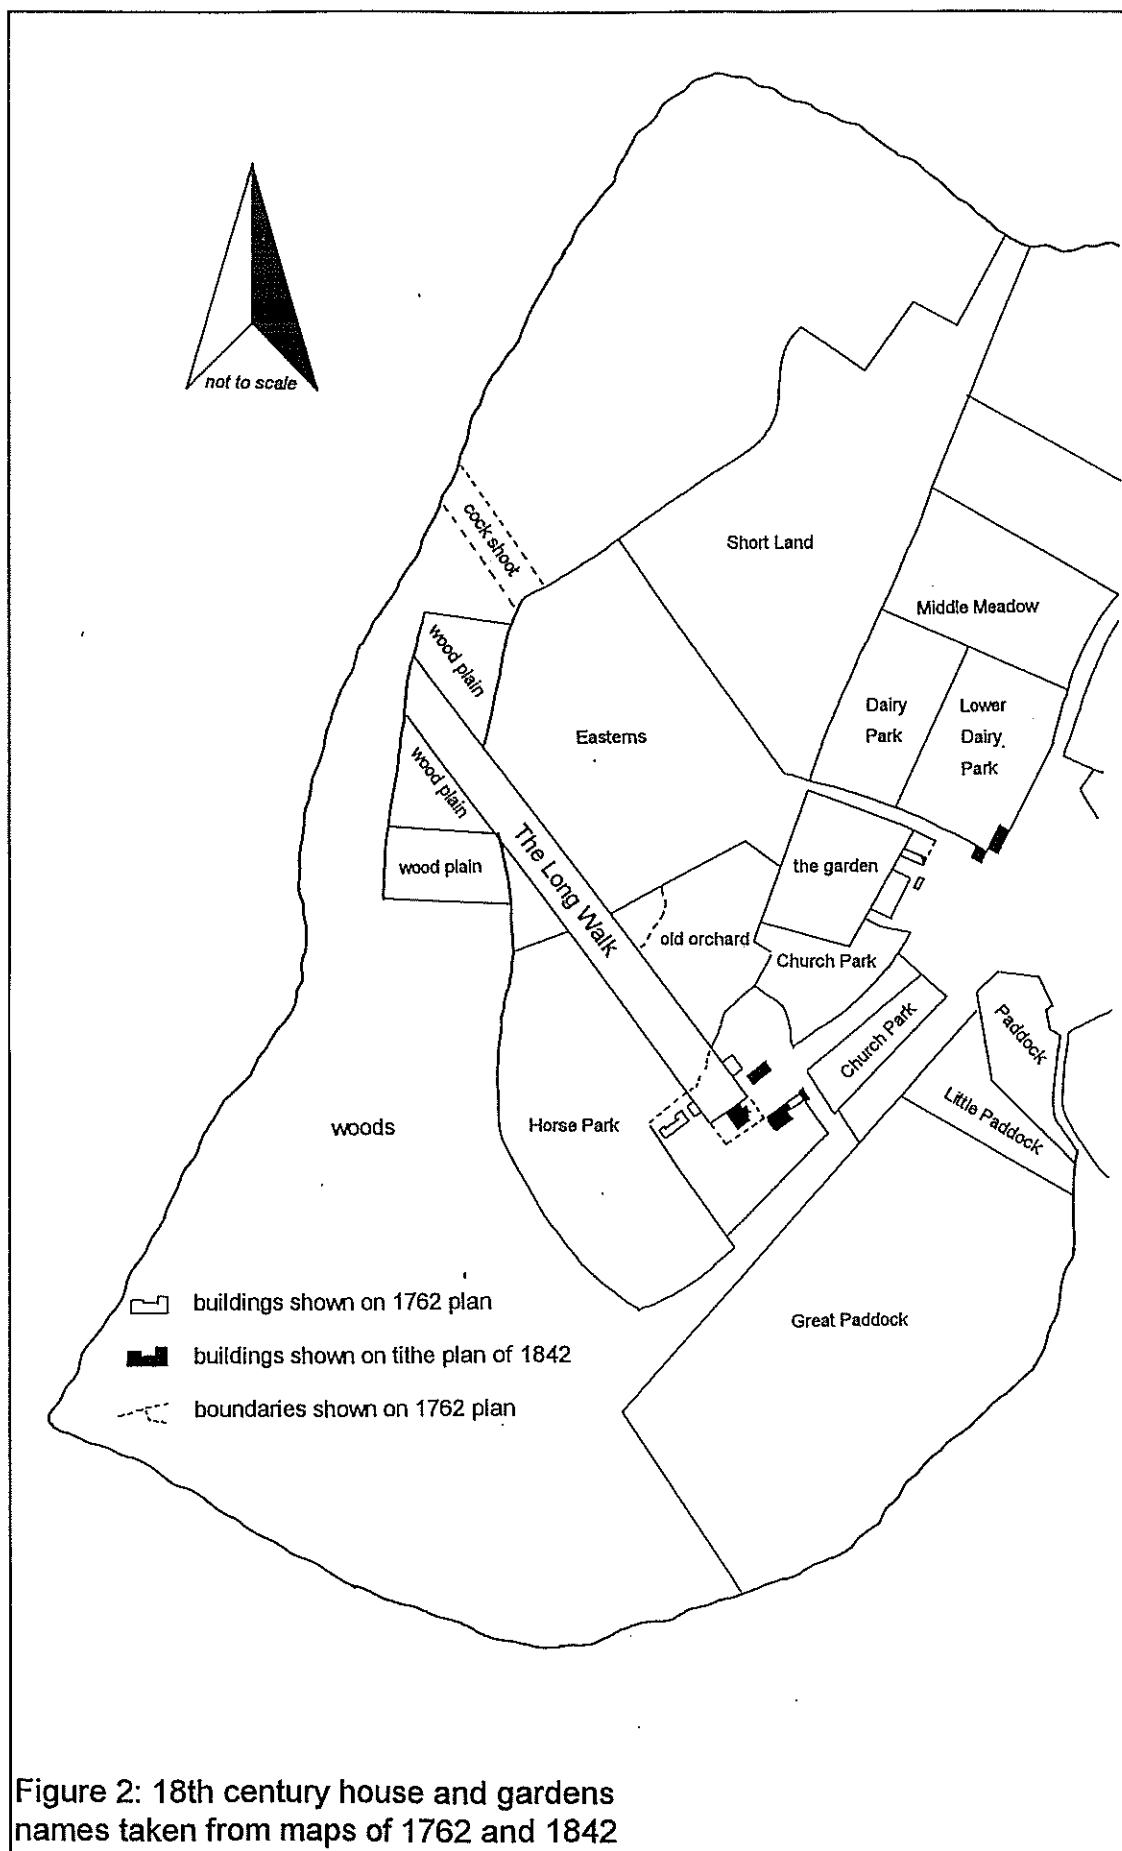 not to scale
cock shoot
Short Land
Middle Meadow
wood plain
Dairy
Park
Lower
Dairy
Park
Easterns
wood plain
The Long Walk
wood plain
the garden
old orchard
Church Park
Church Park
Paddock
Little Paddock
woods
Horse Park
Great Paddock
buildings shown on 1762 plan
buildings shown on tithe plan of 1842
boundaries shown on 1762 plan
Figure 2: 18th century house and gardens
names taken from maps of 1762 and 1842